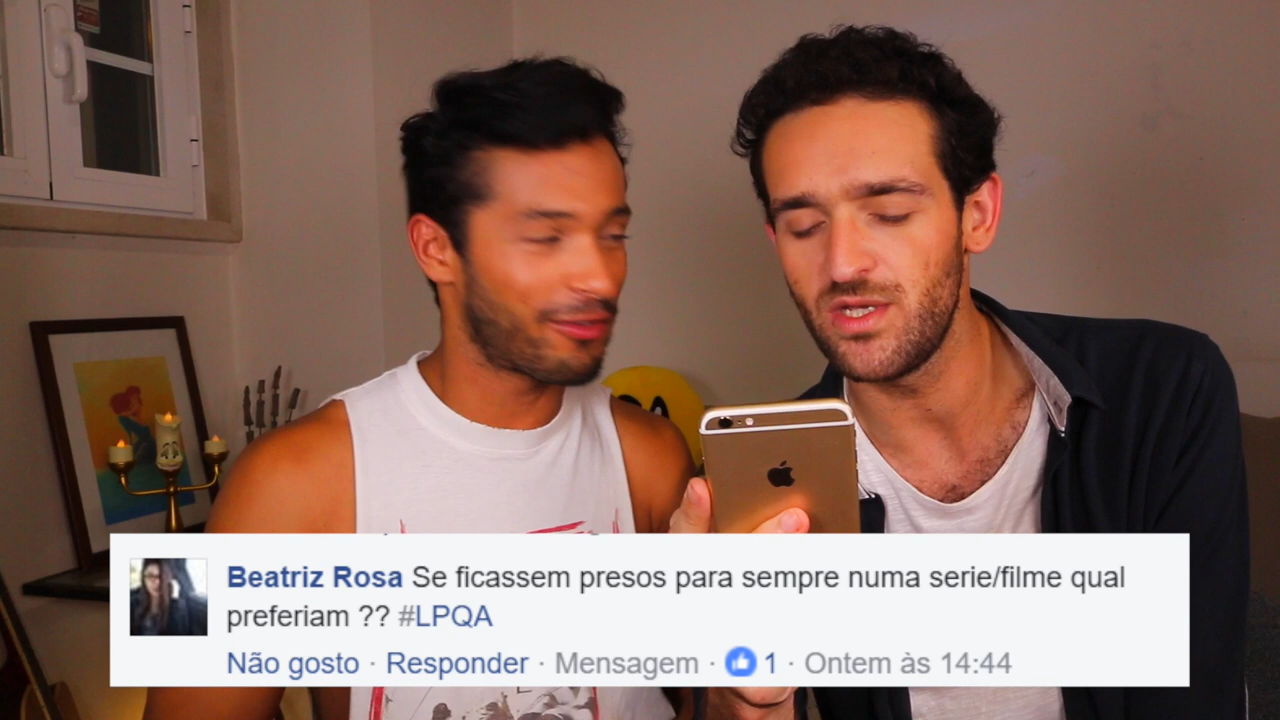 Beatriz Rosa Se ficassem presos para sempre numa serie/filme qual
preferiam ?? #LPQA
Não gosto · Responder · Mensagem · 1 · Ontem às 14:44